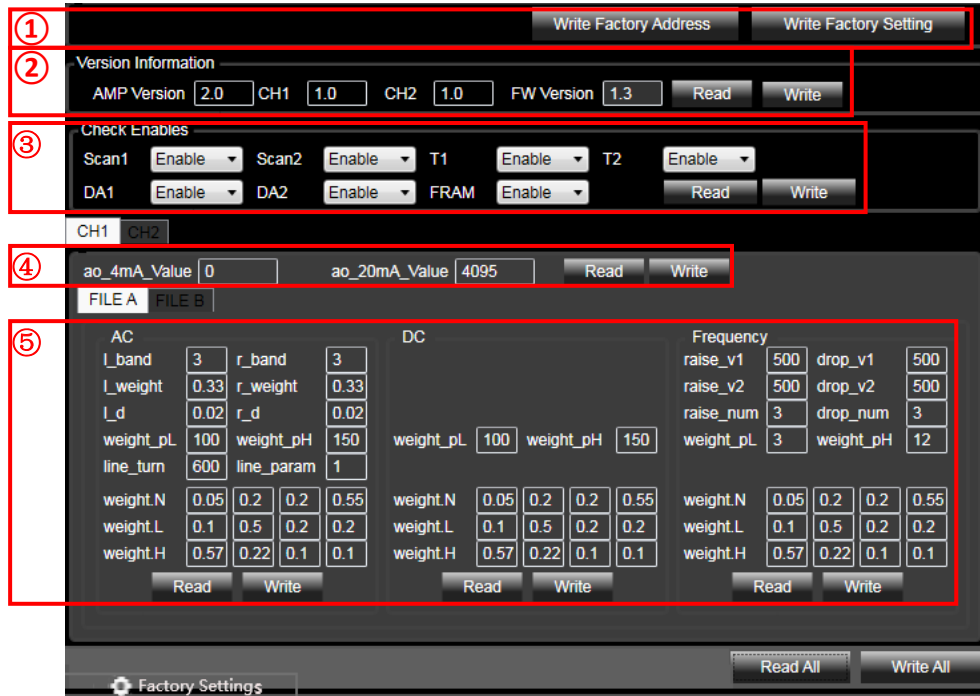 ① Write Factory Address Write Factory Setting
② Version Information
AMP Version 2.0 CH1 1.0 CH2 1.0 FW Version 1.3 Read Write
③ Check Enables
Scan1 Enable Scan2 Enable T1 Enable T2 Enable
DA1 Enable DA2 Enable FRAM Enable Read Write
CH1 CH2
④ ao_4mA_Value 0 ao_20mA_Value 4095 Read Write
FILE A FILE B
⑤ AC DC Frequency
l_band 3 r_band 3 raise_v1 500 drop_v1 500
l_weight 0.33 r_weight 0.33 raise_v2 500 drop_v2 500
l_d 0.02 r_d 0.02 raise_num 3 drop_num 3
weight_pL 100 weight_pH 150 weight_pL 100 weight_pH 150 weight_pL 3 weight_pH 12
line_turn 600 line_param 1
weight.N 0.05 0.2 0.2 0.55 weight.N 0.05 0.2 0.2 0.55 weight.N 0.05 0.2 0.2 0.55
weight.L 0.1 0.5 0.2 0.2 weight.L 0.1 0.5 0.2 0.2 weight.L 0.1 0.5 0.2 0.2
weight.H 0.57 0.22 0.1 0.1 weight.H 0.57 0.22 0.1 0.1 weight.H 0.57 0.22 0.1 0.1
Read Write Read Write Read Write
Read All Write All
Factory Settings